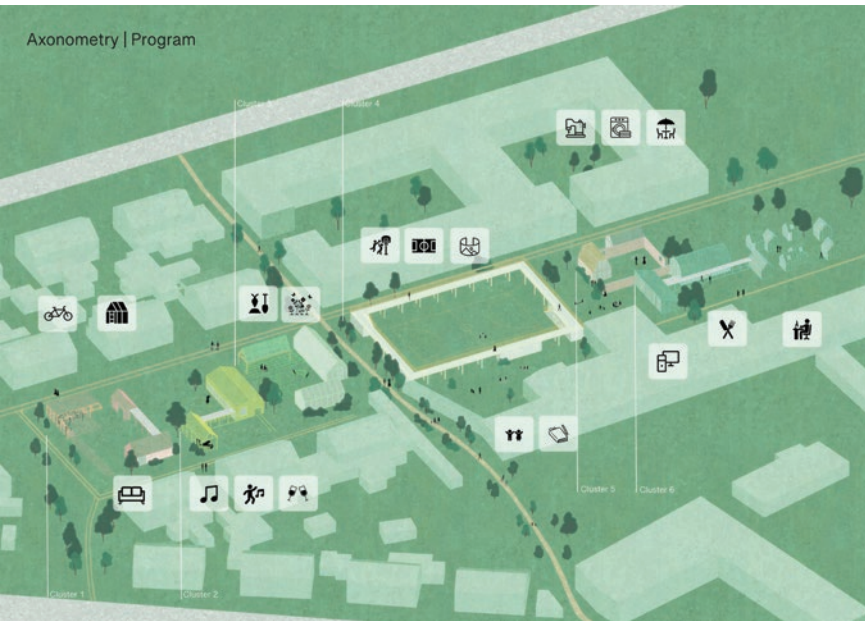 Axonometry | Program
Cluster 3
Cluster 4
Cluster 5
Cluster 6
Cluster 1
Cluster 2